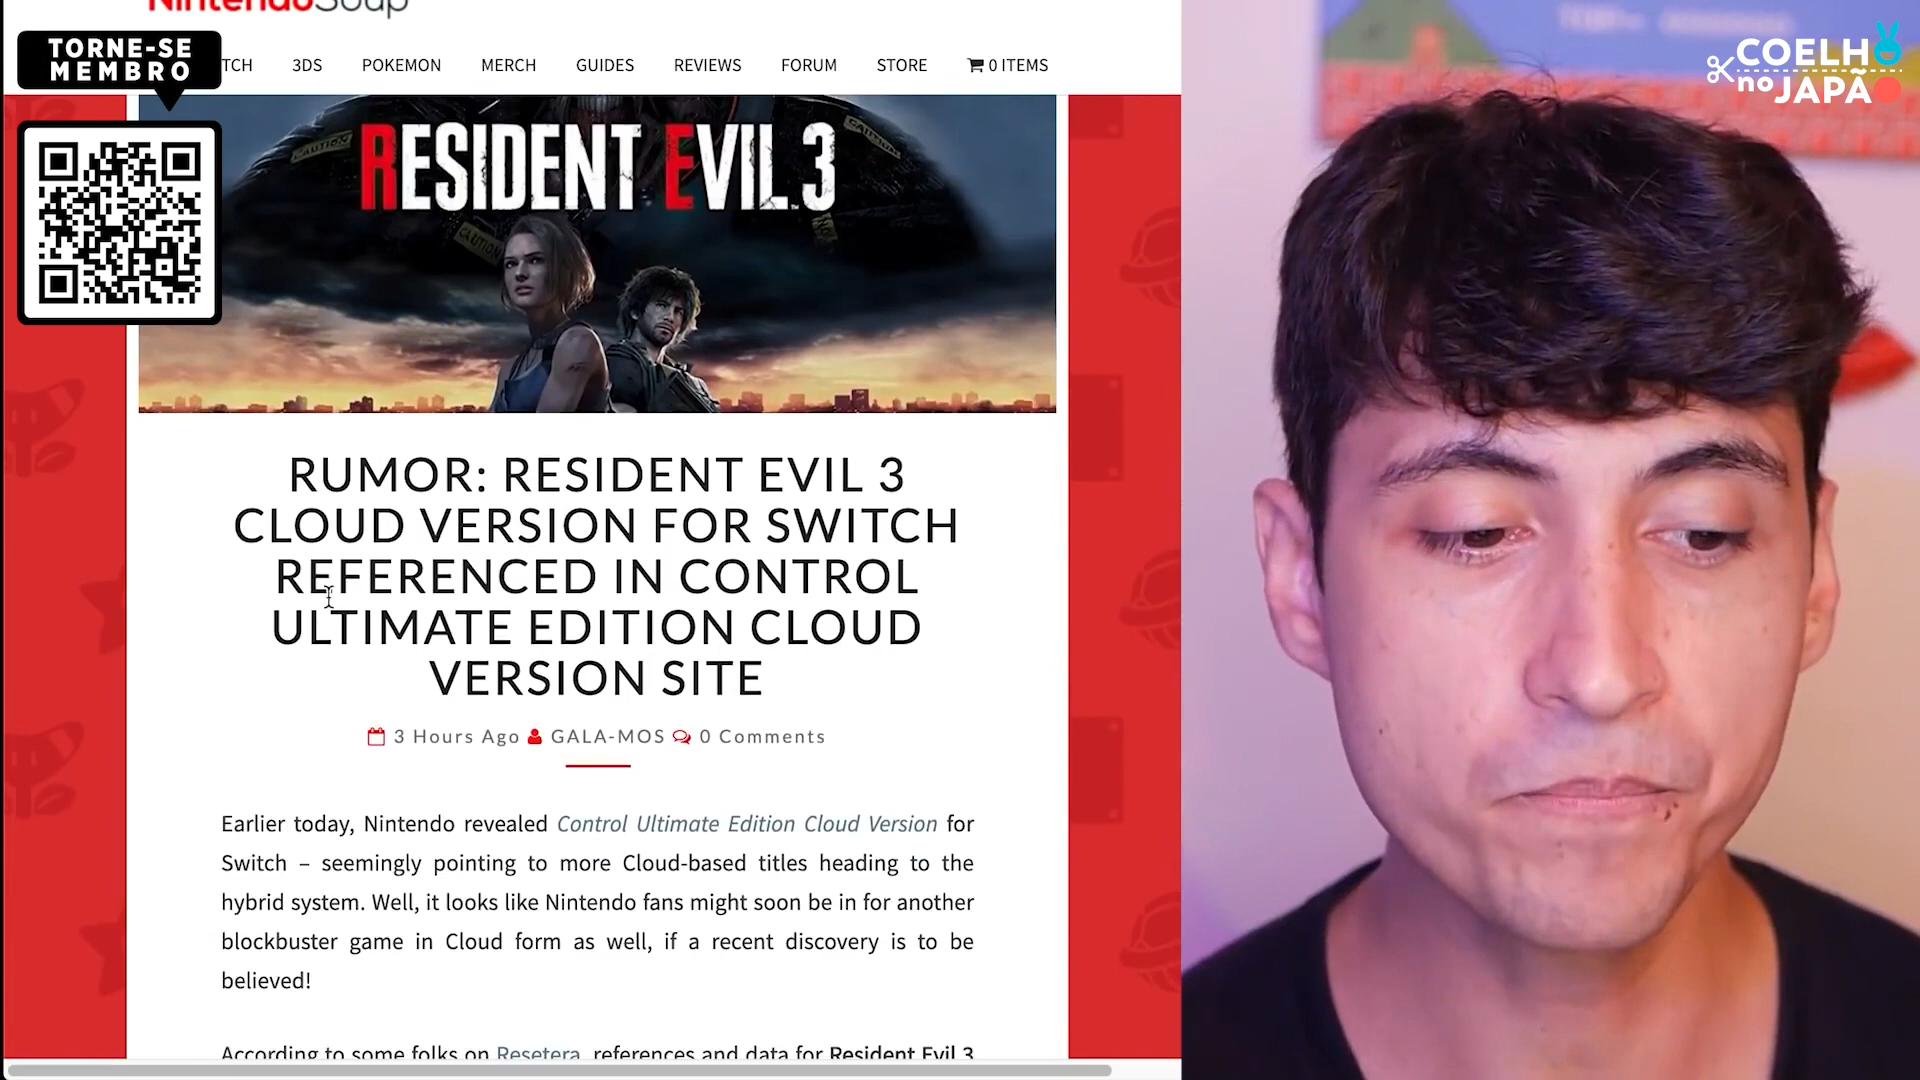 NintendoSoup
TORNE-SE
MEMBRO
TCH 3DS POKEMON MERCH GUIDES REVIEWS FORUM STORE 0 ITEMS
COELHO
no JAPÃO
CAUTION
CAUTION
CAUTION
RESIDENT EVIL 3
RUMOR: RESIDENT EVIL 3
CLOUD VERSION FOR SWITCH
REFERENCED IN CONTROL
ULTIMATE EDITION CLOUD
VERSION SITE
3 Hours Ago GALA-MOS 0 Comments
Earlier today, Nintendo revealed Control Ultimate Edition Cloud Version for
Switch – seemingly pointing to more Cloud-based titles heading to the
hybrid system. Well, it looks like Nintendo fans might soon be in for another
blockbuster game in Cloud form as well, if a recent discovery is to be
believed!
According to some folks on Resetera, references and data for Resident Evil 3